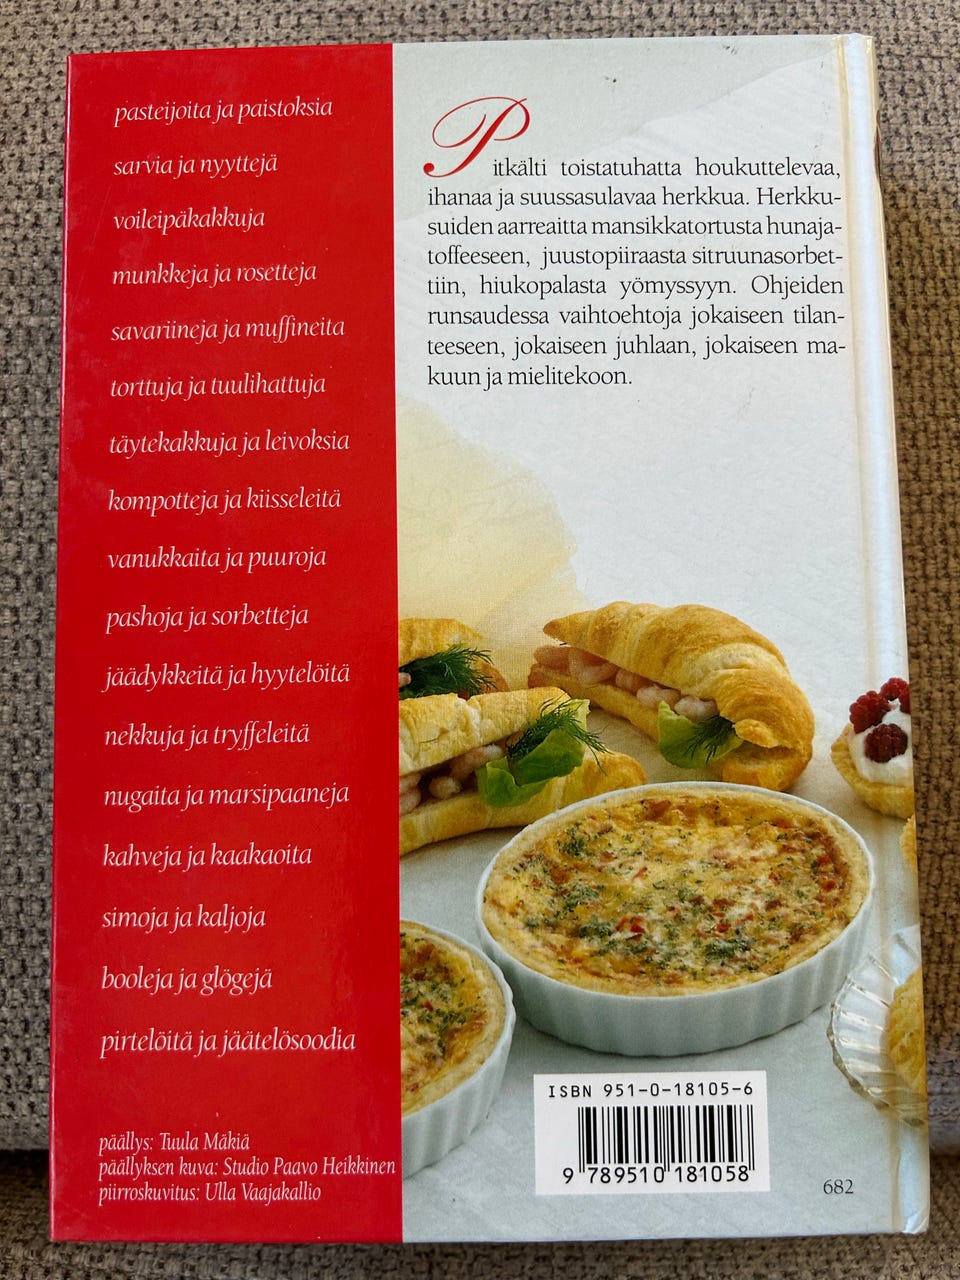 pasteijoita ja paistoksia
sarvia ja nyyttejä
voileipäkakkuja
munkkeja ja rosetteja
savariineja ja muffineita
torttuja ja tuulihattuja
täytekakkuja ja leivoksia
kompotteja ja kiisseleitä
vanukkaita ja puuroja
pashoja ja sorbetteja
jäädykkeitä ja hyytelöitä
nekkuja ja tryffeleitä
nugaita ja marsipaaneja
kahveja ja kaakaoita
simoja ja kaljoja
booleja ja glögejä
pirtelöitä ja jäätelösoodia
päällys: Tuula Mäkiä
päällyksen kuva: Studio Paavo Heikkinen
piirroskuvitus: Ulla Vaajakallio
Pitkälti toistatuhatta houkuttelevaa,
ihanaa ja suussasulavaa herkkua. Herkku-
suiden aarreaitta mansikkatortusta hunaja-
toffeeseen, juustopiiraasta sitruunasorbet-
tiin, hiukopalasta yömyssyyn. Ohjeiden
runsaudessa vaihtoehtoja jokaiseen tilan-
teeseen, jokaiseen juhlaan, jokaiseen ma-
kuun ja mielitekoon.
ISBN 951-0-18105-6
9 789510 181058
682